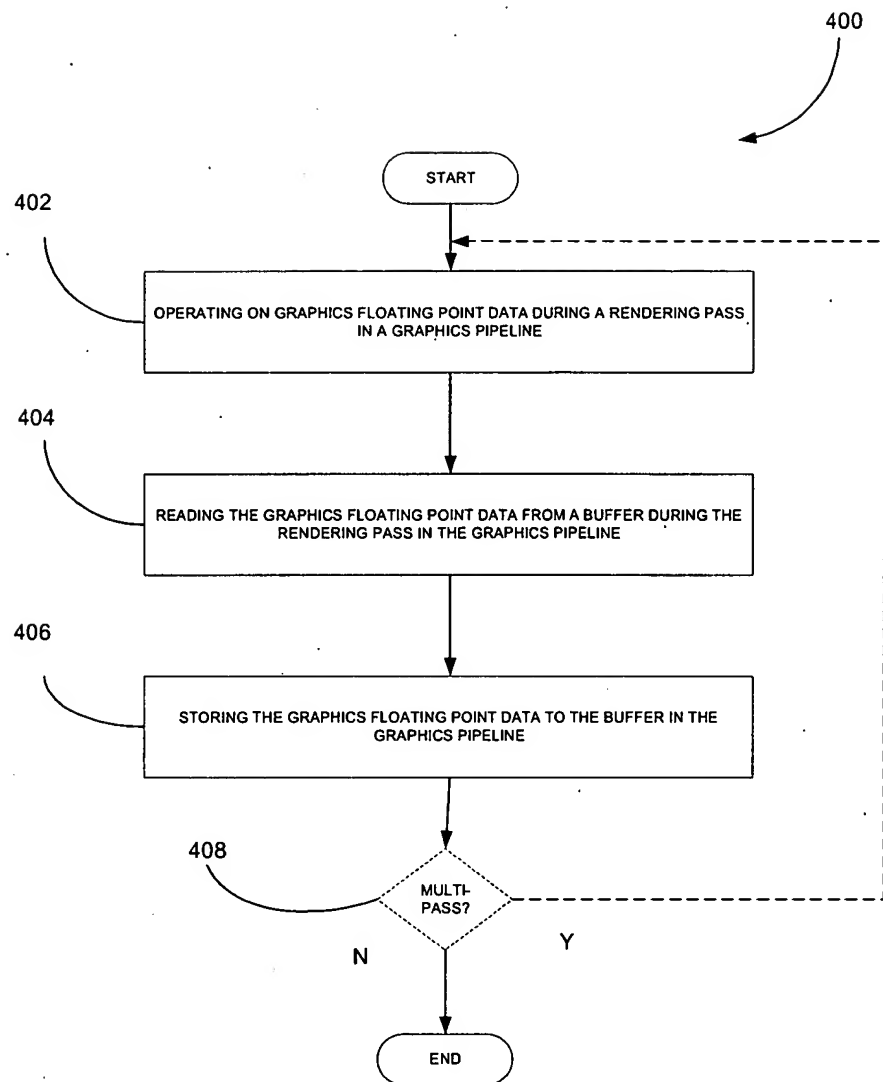 400
START
402
OPERATING ON GRAPHICS FLOATING POINT DATA DURING A RENDERING PASS
IN A GRAPHICS PIPELINE
404
READING THE GRAPHICS FLOATING POINT DATA FROM A BUFFER DURING THE
RENDERING PASS IN THE GRAPHICS PIPELINE
406
STORING THE GRAPHICS FLOATING POINT DATA TO THE BUFFER IN THE
GRAPHICS PIPELINE
408
MULTI-
PASS?
N
Y
END